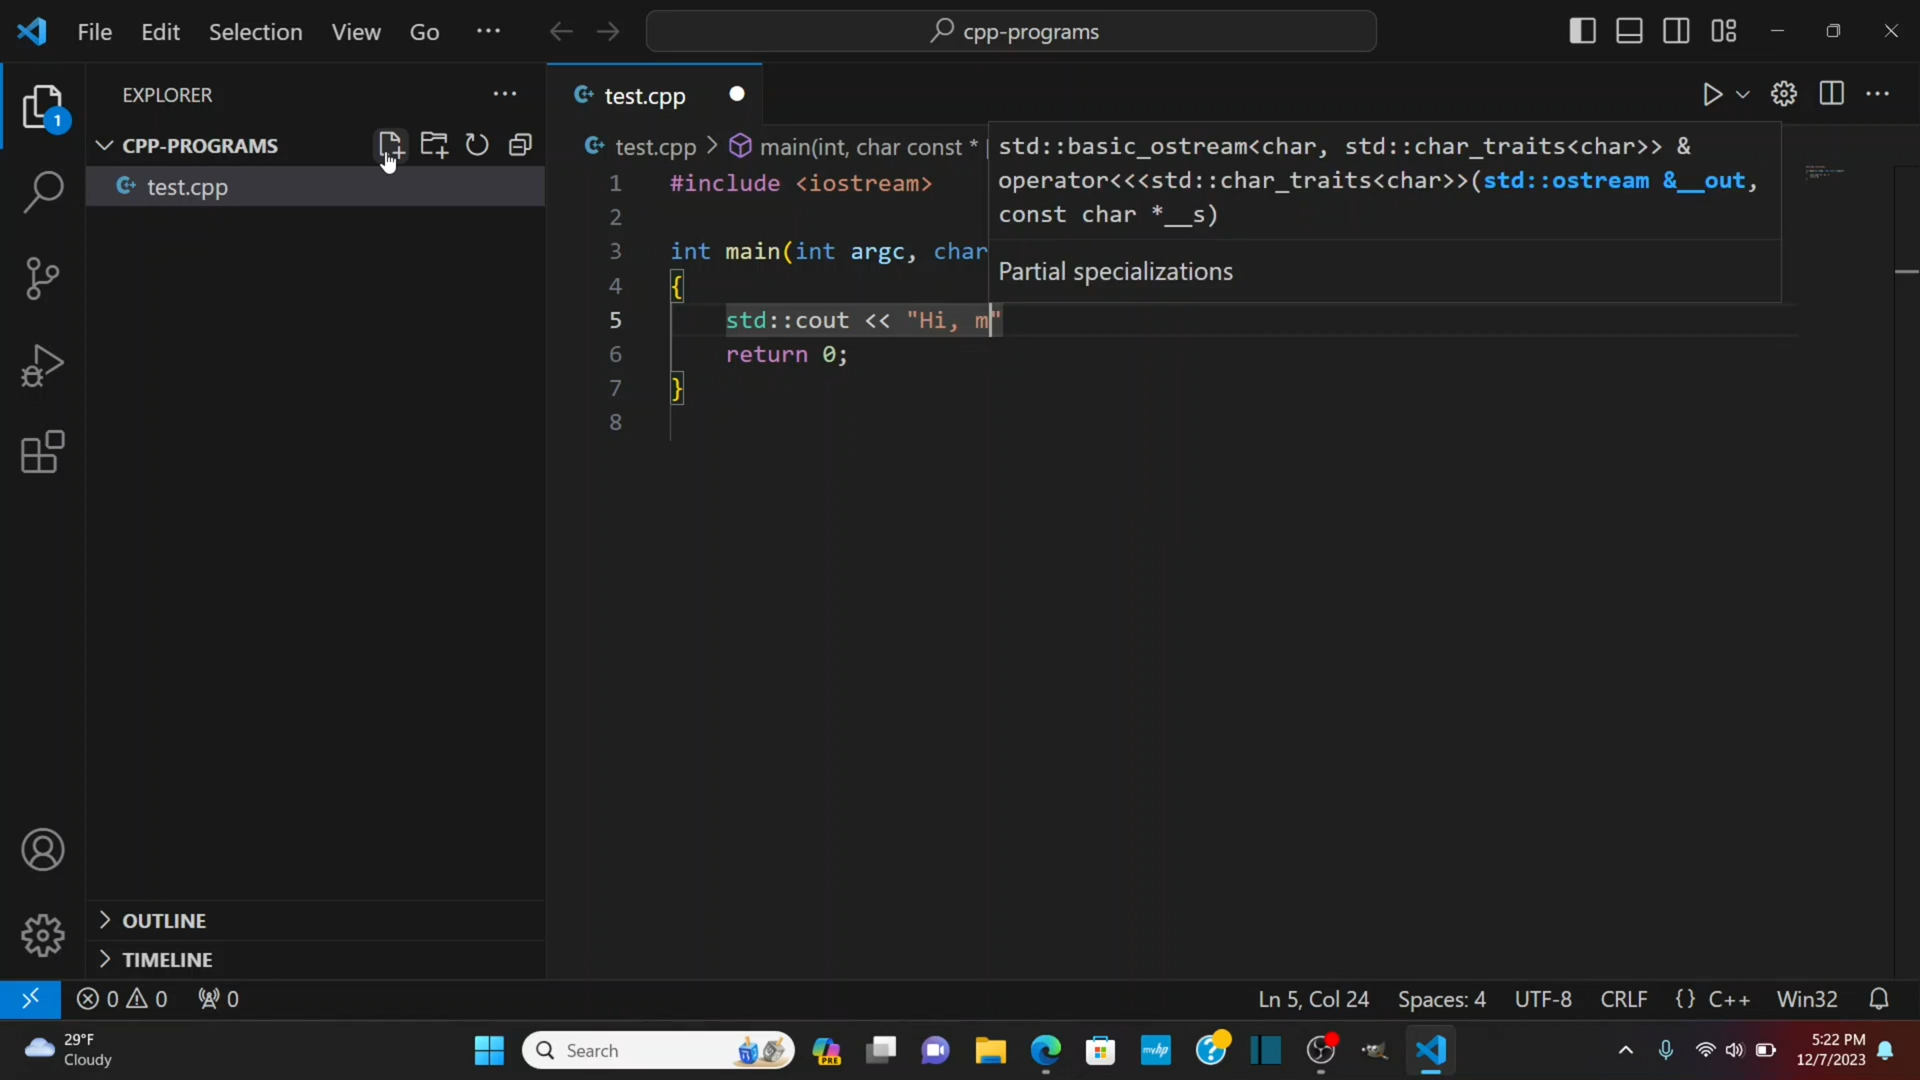 File Edit Selection View Go ···
cpp-programs
EXPLORER
1
CPP-PROGRAMS
test.cpp
test.cpp
test.cpp > main(int, char const *
1 #include <iostream>
2
3 int main(int argc, char
4 {
5 std::cout << "Hi, m"
6 return 0;
7 }
8
std::basic_ostream<char, std::char_traits<char>> &
operator<<<std::char_traits<char>>(std::ostream &__out,
const char *__s)
Partial specializations
OUTLINE
TIMELINE
0 0 0
Ln 5, Col 24 Spaces: 4 UTF-8 CRLF {} C++ Win32
29°F
Cloudy
Search
PRE
myhp
5:22 PM
12/7/2023